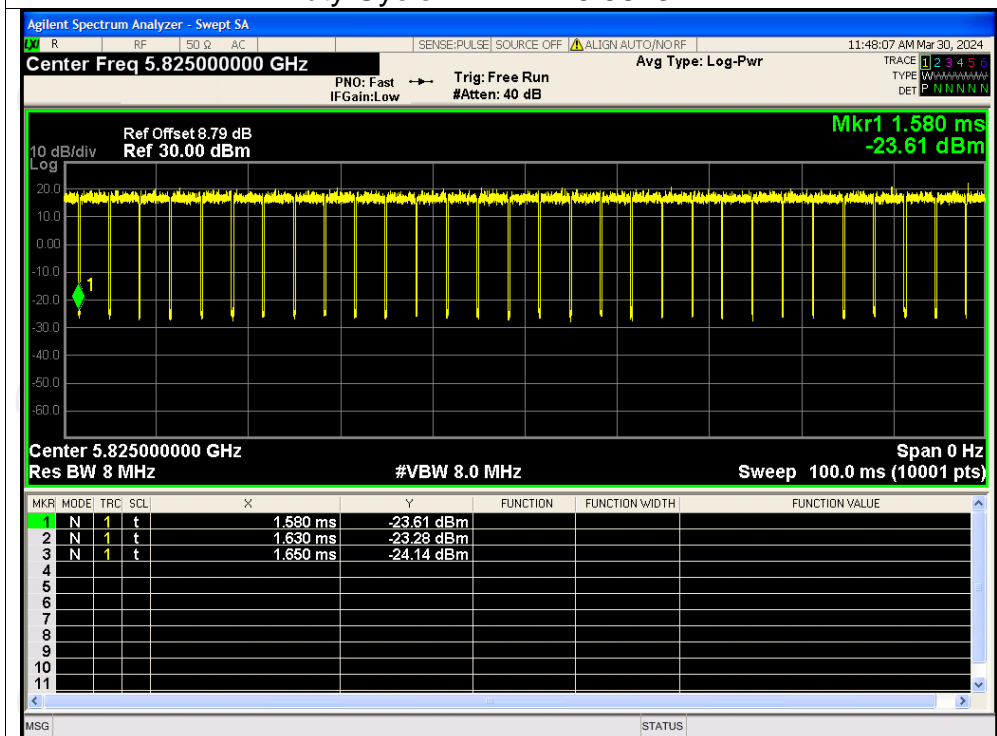 Agilent Spectrum Analyzer - Swept SA
LXI R RF 50 Ω AC SENSE:PULSE SOURCE OFF ALIGN AUTO/NORF 11:48:07 AM Mar 30, 2024
Center Freq 5.825000000 GHz
PNO: Fast
IFGain:Low
Trig: Free Run
#Atten: 40 dB
Avg Type: Log-Pwr
TRACE 1 2 3 4 5 6
TYPE W
DET P N N N N N
Mkr1 1.580 ms
-23.61 dBm
Ref Offset 8.79 dB
Ref 30.00 dBm
10 dB/div
Log
20.0
10.0
0.00
-10.0
-20.0
-30.0
-40.0
-50.0
-60.0
1
Center 5.825000000 GHz Span 0 Hz
Res BW 8 MHz #VBW 8.0 MHz Sweep 100.0 ms (10001 pts)
MKR MODE TRC SCL X Y FUNCTION FUNCTION WIDTH FUNCTION VALUE
1 N 1 t 1.580 ms -23.61 dBm
2 N 1 t 1.630 ms -23.28 dBm
3 N 1 t 1.650 ms -24.14 dBm
4
5
6
7
8
9
10
11
MSG STATUS